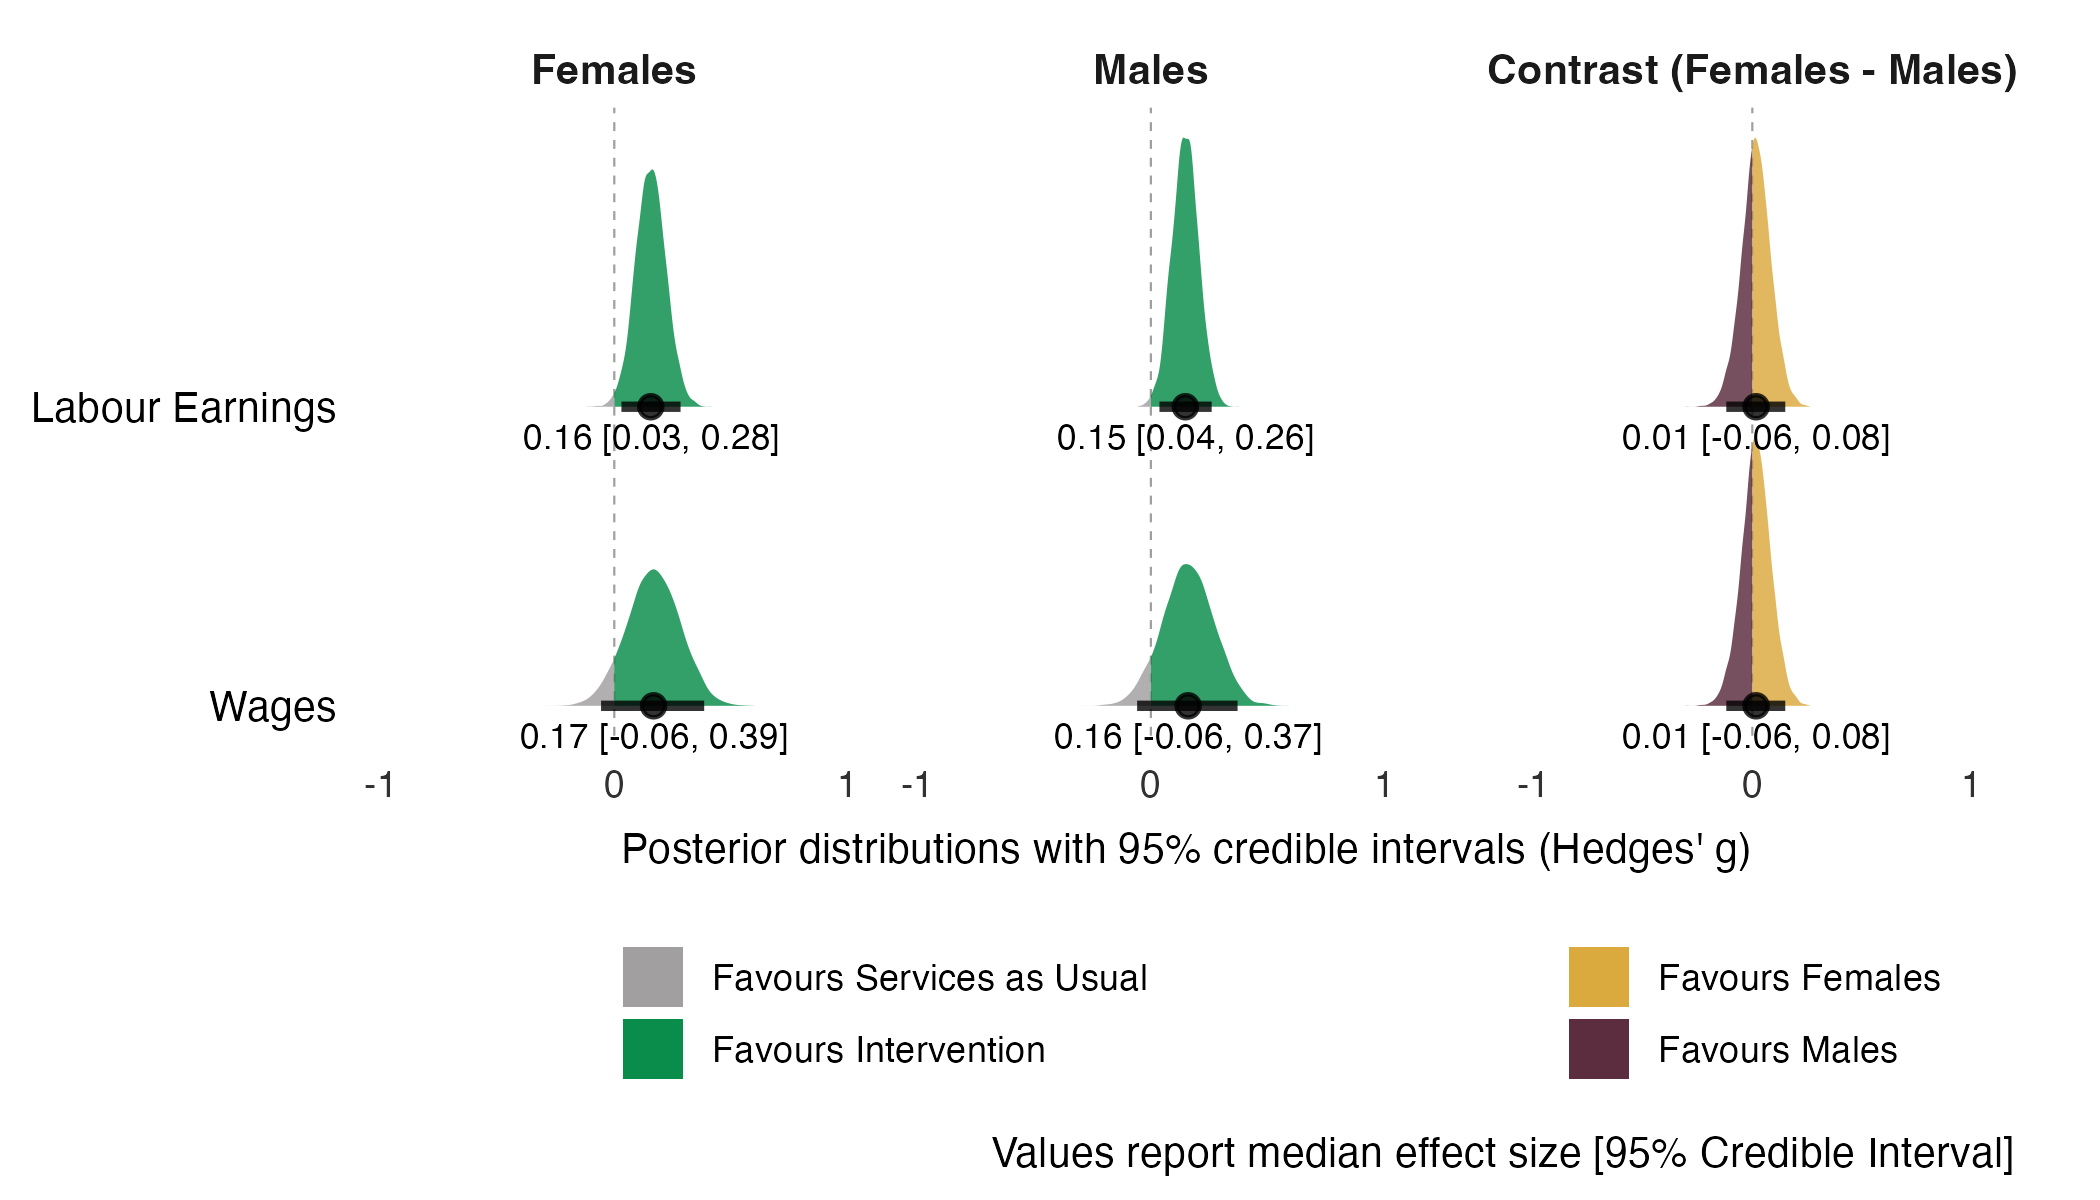 Females Males Contrast (Females - Males)
Labour Earnings
0.16 [0.03, 0.28] 0.15 [0.04, 0.26] 0.01 [-0.06, 0.08]
Wages
0.17 [-0.06, 0.39] 0.16 [-0.06, 0.37] 0.01 [-0.06, 0.08]
-1 0 1 -1 0 1 -1 0 1
Posterior distributions with 95% credible intervals (Hedges' g)
Favours Services as Usual Favours Females
Favours Intervention Favours Males
Values report median effect size [95% Credible Interval]